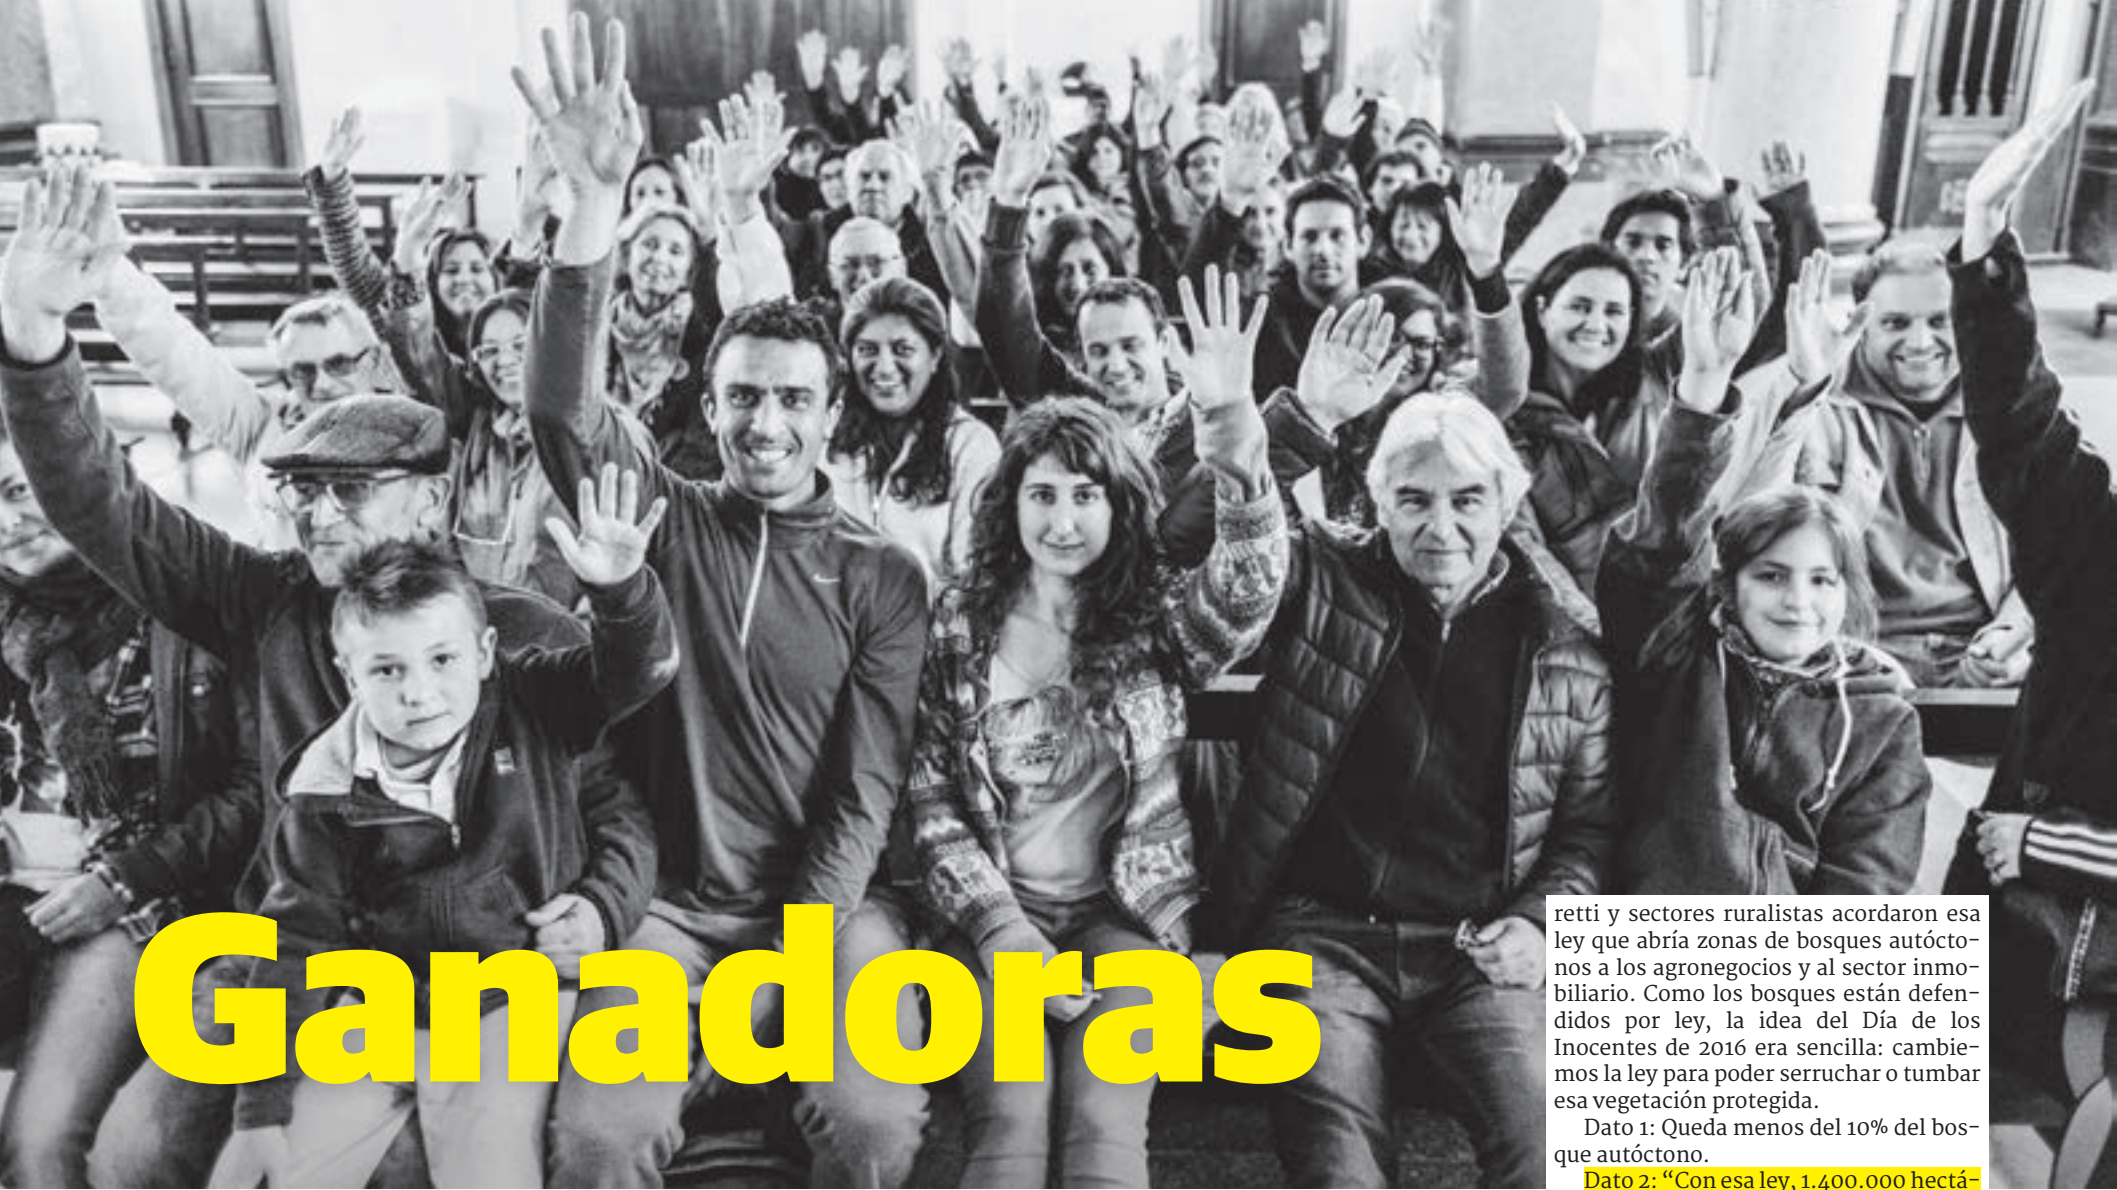 Ganadoras
retti y sectores ruralistas acordaron esa
ley que abría zonas de bosques autócto-
nos a los agronegocios y al sector inmo-
biliario. Como los bosques están defen-
didos por ley, la idea del Día de los
Inocentes de 2016 era sencilla: cambie-
mos la ley para poder serruchar o tumbar
esa vegetación protegida.
Dato 1: Queda menos del 10% del bos-
que autóctono.
Dato 2: “Con esa ley, 1.400.000 hectá-